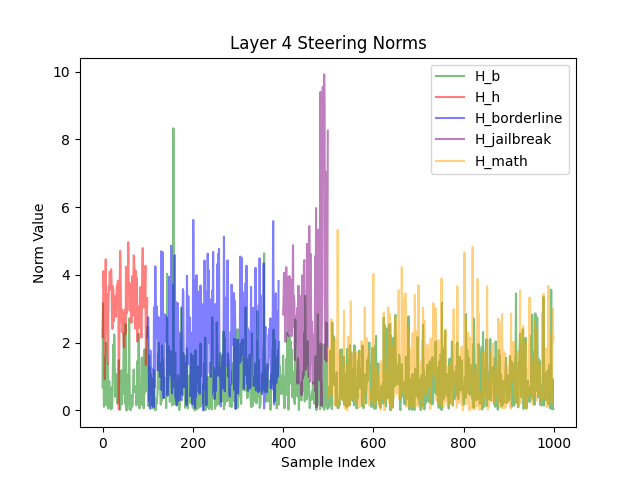 Layer 4 Steering Norms
Norm Value
10
8
6
4
2
0
0 200 400 600 800 1000
Sample Index
H_b
H_h
H_borderline
H_jailbreak
H_math